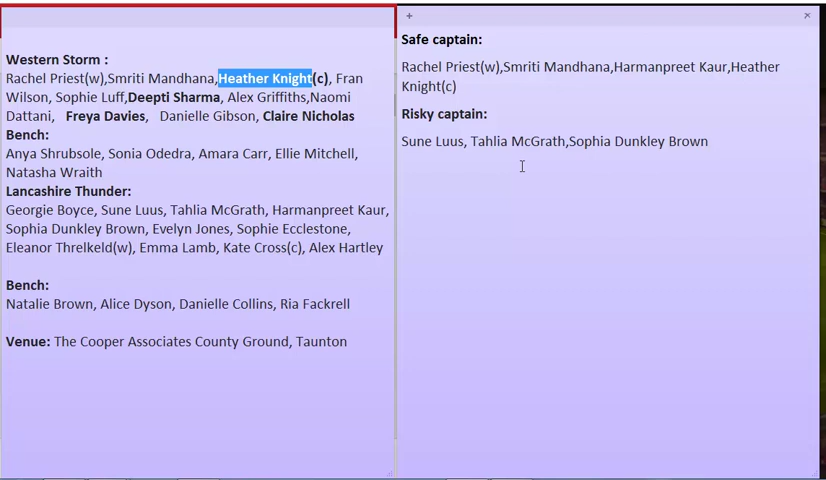 Western Storm :
Rachel Priest(w),Smriti Mandhana,Heather Knight(c), Fran
Wilson, Sophie Luff,Deepti Sharma, Alex Griffiths,Naomi
Dattani, Freya Davies, Danielle Gibson, Claire Nicholas
Bench:
Anya Shrubsole, Sonia Odedra, Amara Carr, Ellie Mitchell,
Natasha Wraith
Lancashire Thunder:
Georgie Boyce, Sune Luus, Tahlia McGrath, Harmanpreet Kaur,
Sophia Dunkley Brown, Evelyn Jones, Sophie Ecclestone,
Eleanor Threlkeld(w), Emma Lamb, Kate Cross(c), Alex Hartley
Bench:
Natalie Brown, Alice Dyson, Danielle Collins, Ria Fackrell
Venue: The Cooper Associates County Ground, Taunton
Safe captain:
Rachel Priest(w),Smriti Mandhana,Harmanpreet Kaur,Heather
Knight(c)
Risky captain:
Sune Luus, Tahlia McGrath,Sophia Dunkley Brown